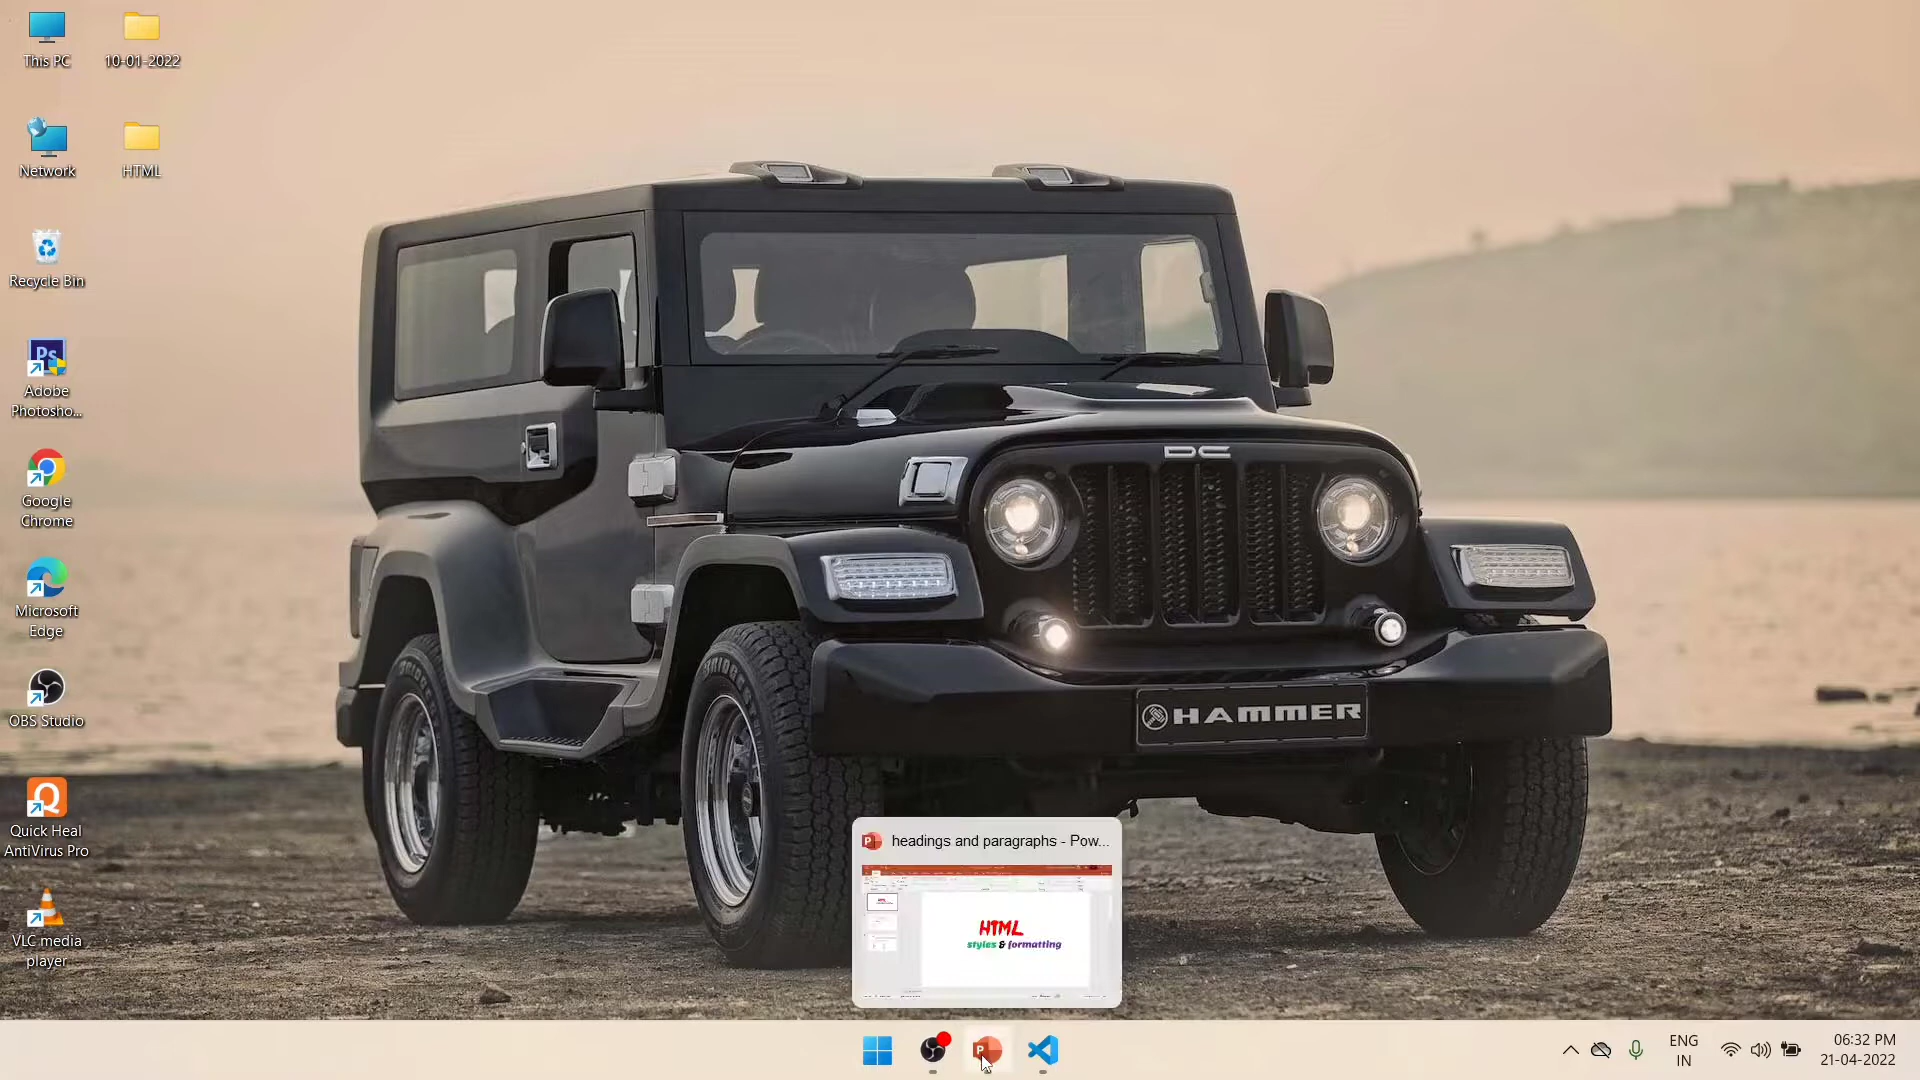 This PC
10-01-2022
Network
HTML
Recycle Bin
Ps
Adobe
Photosho...
Google
Chrome
Microsoft
Edge
OBS Studio
Quick Heal
AntiVirus Pro
VLC media
player
DC
HAMMER
headings and paragraphs - Pow...
HTML
styles & formatting
ENG
IN
06:32 PM
21-04-2022